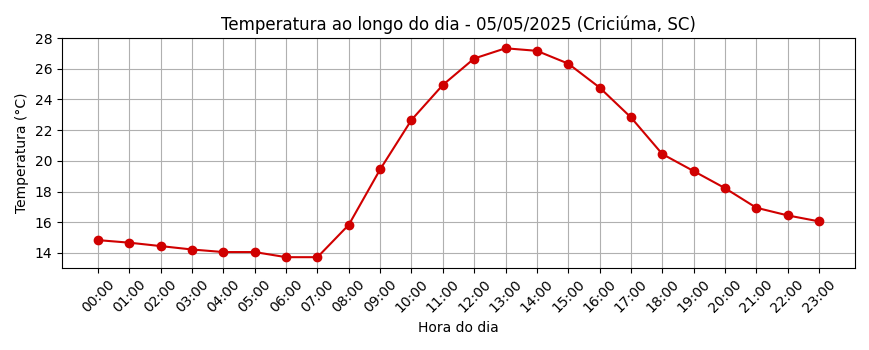 Temperatura ao longo do dia - 05/05/2025 (Criciúma, SC)
Temperatura (°C)
28
26
24
22
20
18
16
14
00:00 01:00 02:00 03:00 04:00 05:00 06:00 07:00 08:00 09:00 10:00 11:00 12:00 13:00 14:00 15:00 16:00 17:00 18:00 19:00 20:00 21:00 22:00 23:00
Hora do dia